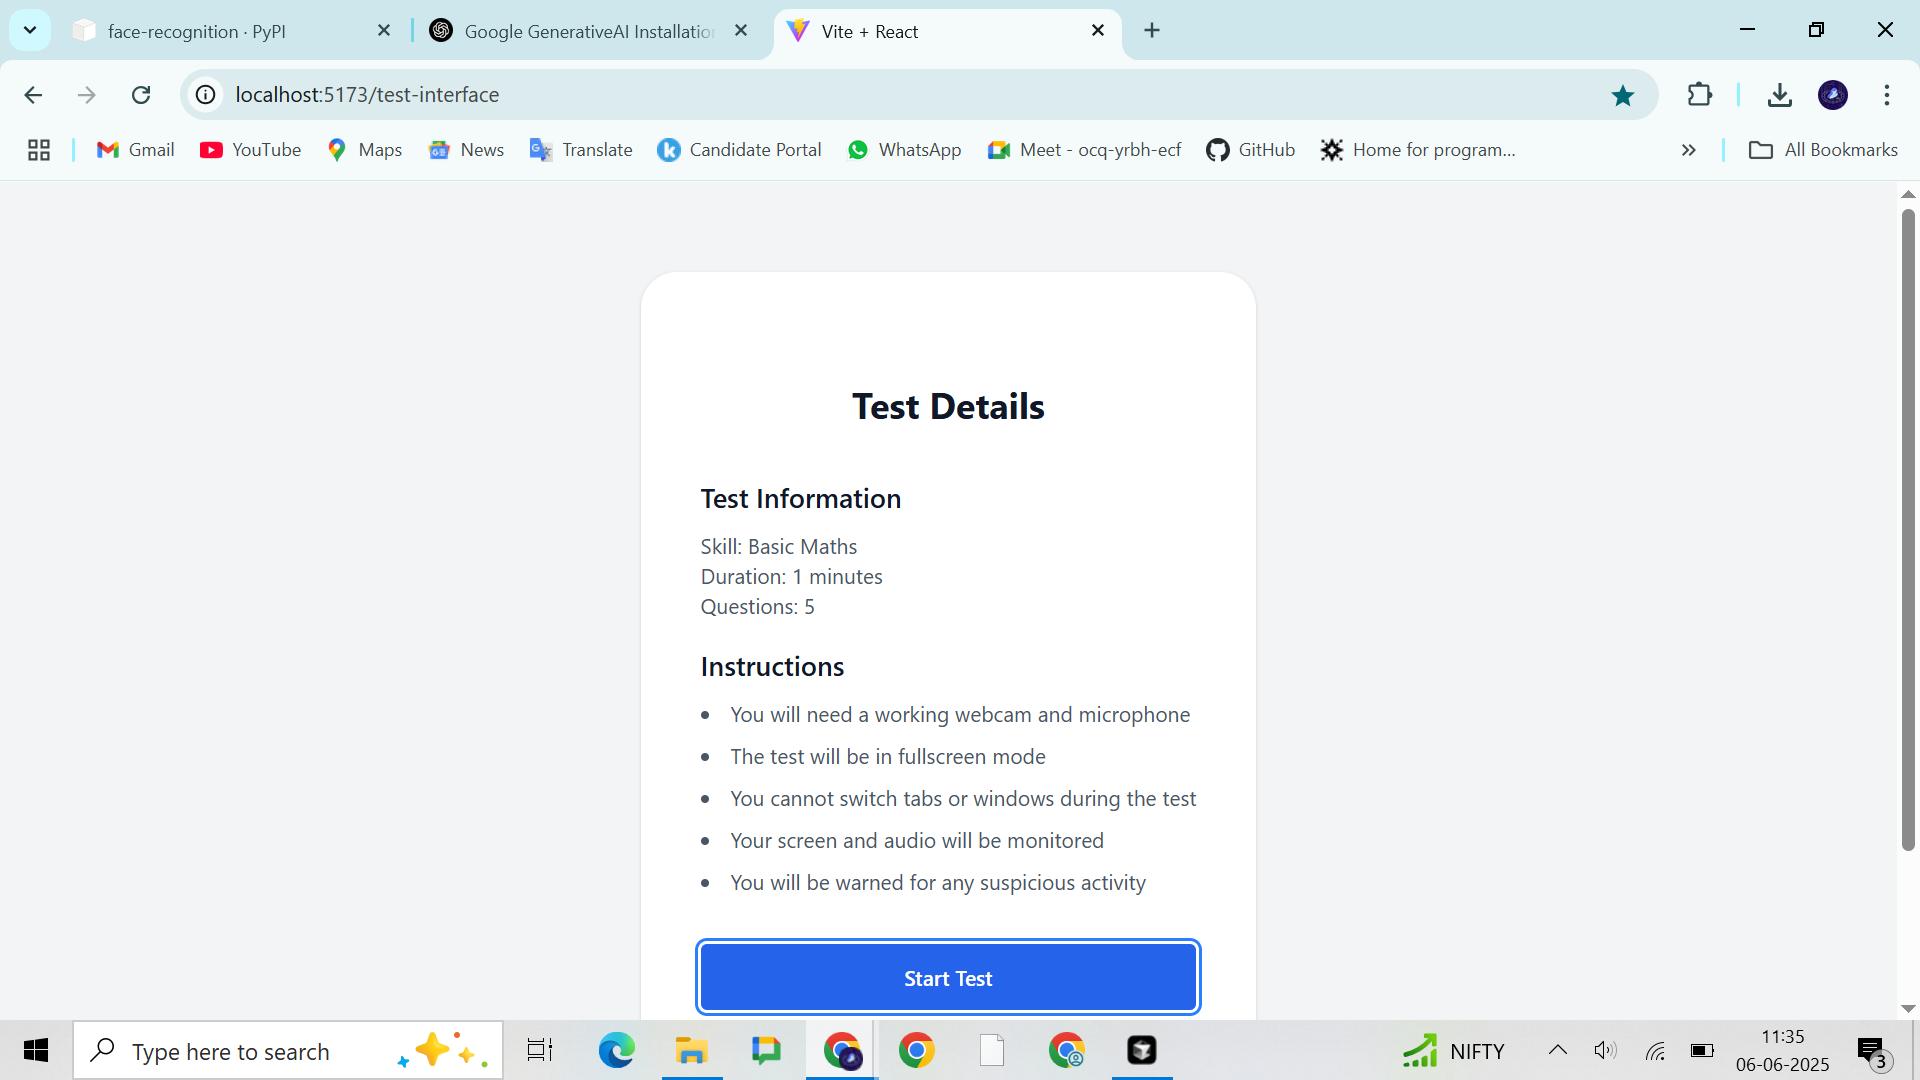 face-recognition · PyPI
Google GenerativeAI Installatio
Vite + React
localhost:5173/test-interface
Gmail
YouTube
Maps
News
Translate
Candidate Portal
WhatsApp
Meet - ocq-yrbh-ecf
GitHub
Home for program...
All Bookmarks
Test Details
Test Information
Skill: Basic Maths
Duration: 1 minutes
Questions: 5
Instructions
You will need a working webcam and microphone
The test will be in fullscreen mode
You cannot switch tabs or windows during the test
Your screen and audio will be monitored
You will be warned for any suspicious activity
Start Test
Type here to search
NIFTY
11:35
06-06-2025
3